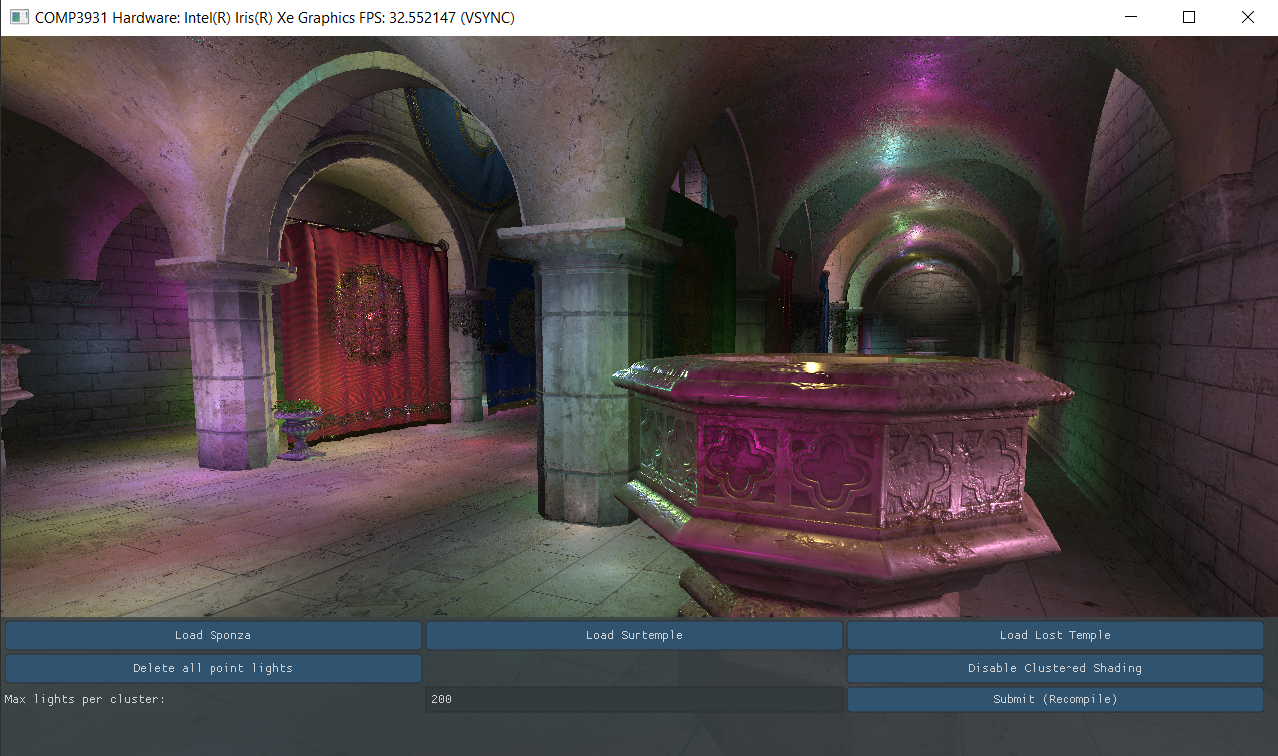 COMP3931 Hardware: Intel(R) Iris(R) Xe Graphics FPS: 32.552147 (VSYNC)
Load Sponza
Load Surtemple
Load Lost Temple
Delete all point lights
Disable Clustered Shading
Max lights per cluster:
200
Submit (Recompile)